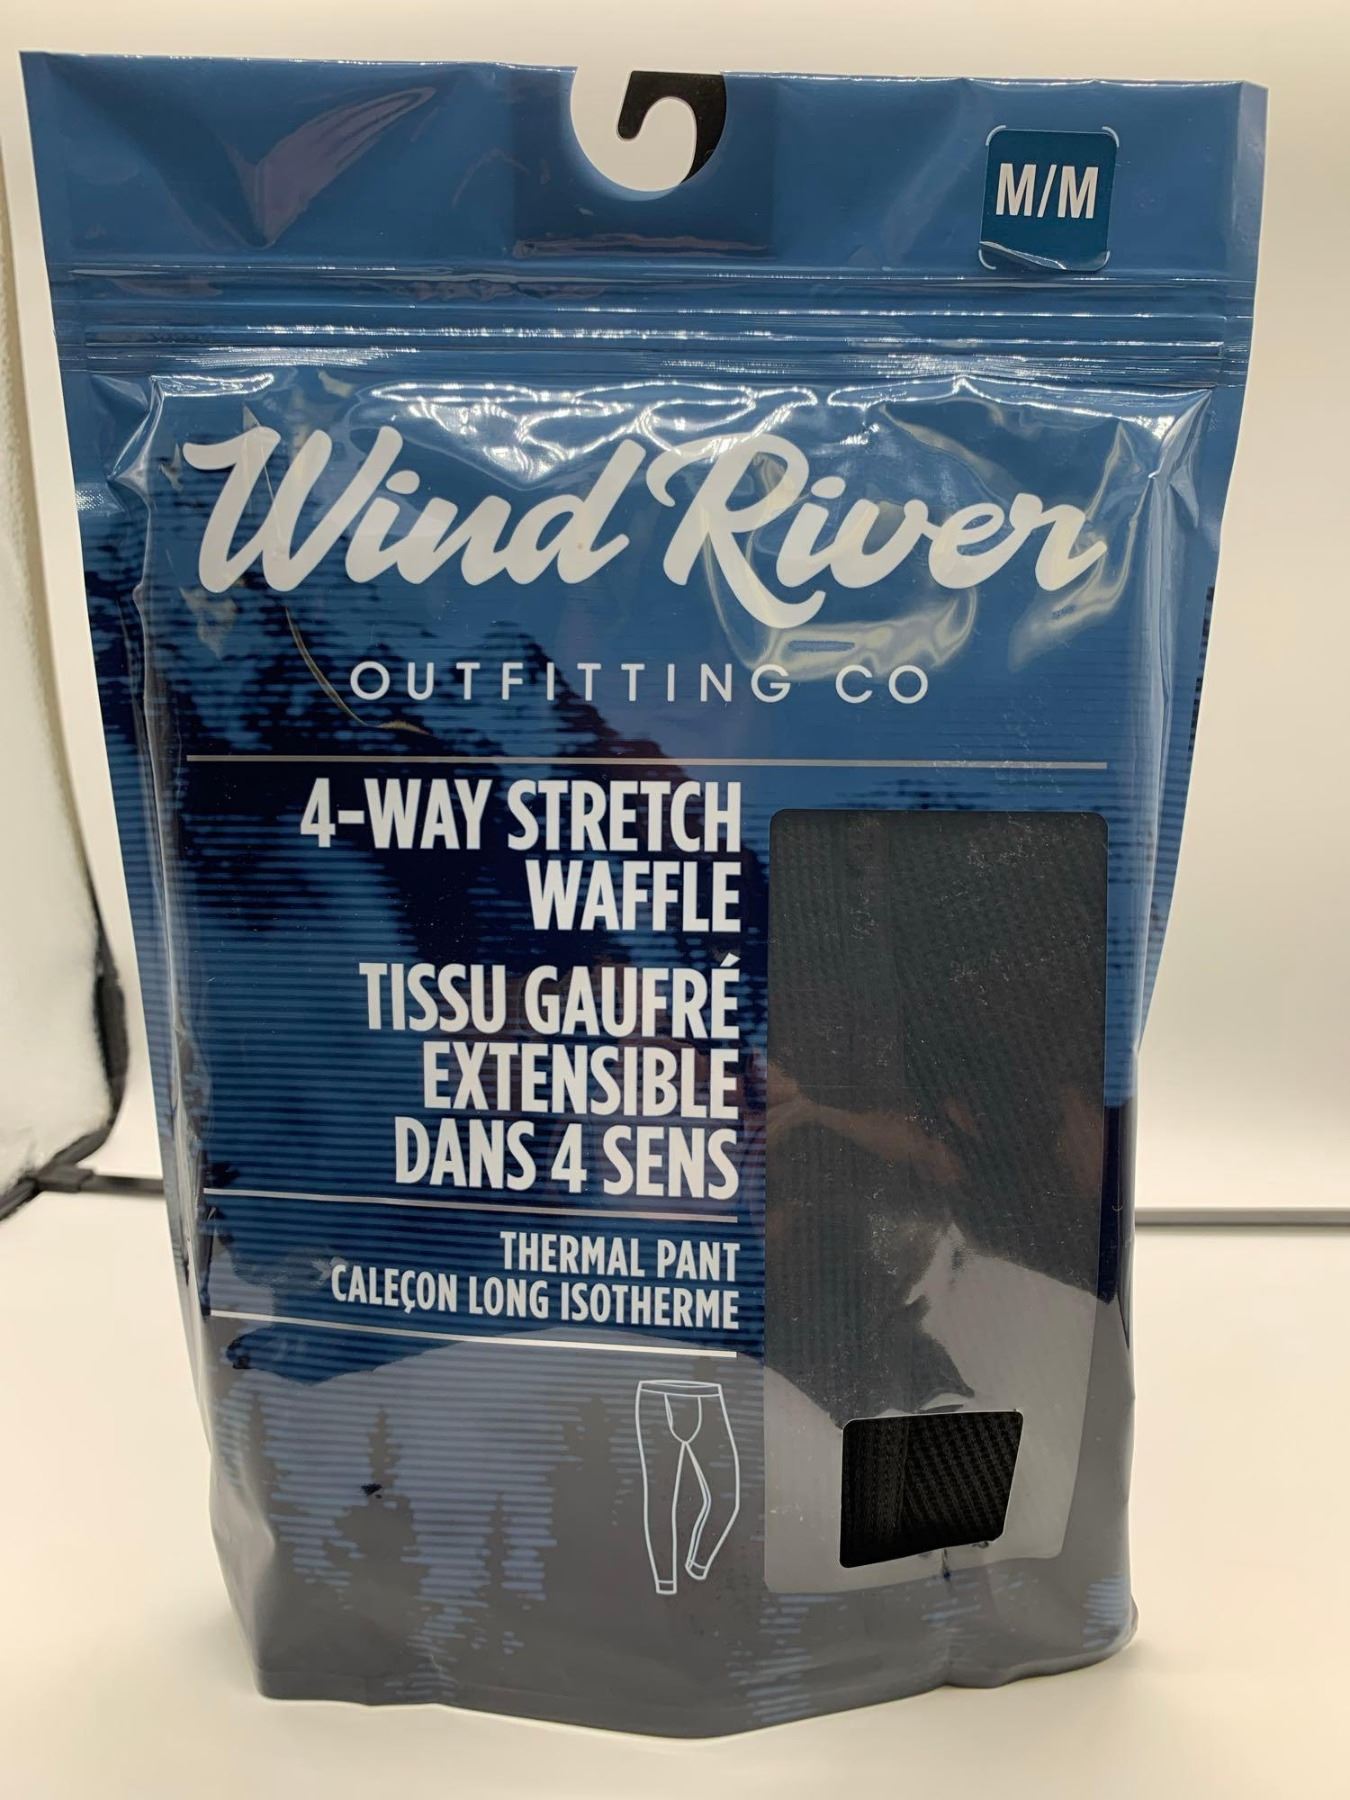 M/M
Wind River
OUTFITTING CO
4-WAY STRETCH
WAFFLE
TISSU GAUFRÉ
EXTENSIBLE
DANS 4 SENS
THERMAL PANT
CALEÇON LONG ISOTHERME